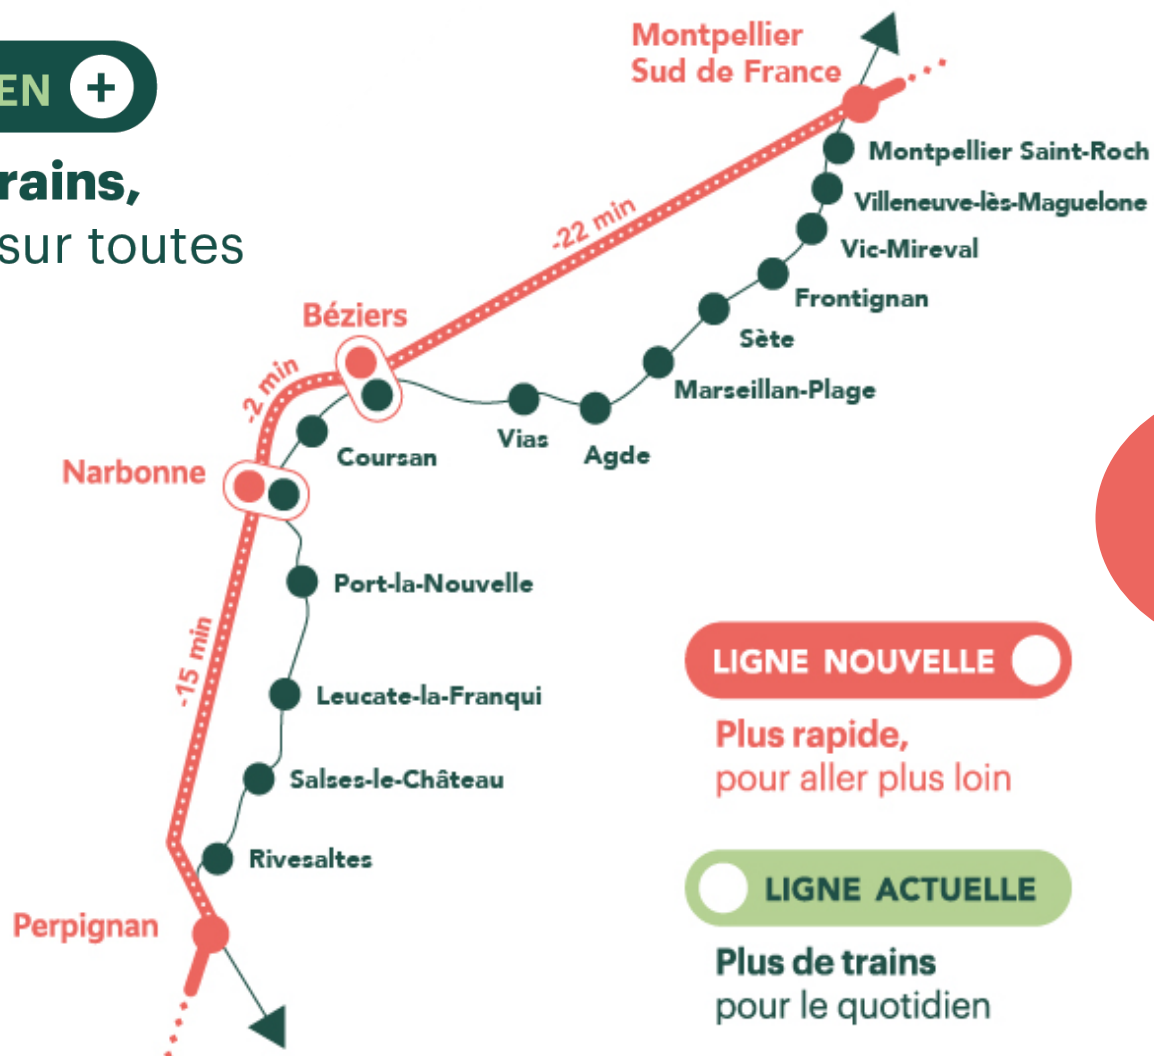 EN +
rains,
sur toutes
Montpellier
Sud de France
Montpellier Saint-Roch
Villeneuve-lès-Maguelone
Vic-Mireval
Frontignan
Sète
Marseillan-Plage
Agde
Vias
-22 min
Béziers
-2 min
Coursan
Narbonne
Port-la-Nouvelle
-15 min
Leucate-la-Franqui
Salses-le-Château
Rivesaltes
Perpignan
LIGNE NOUVELLE
Plus rapide,
pour aller plus loin
LIGNE ACTUELLE
Plus de trains
pour le quotidien